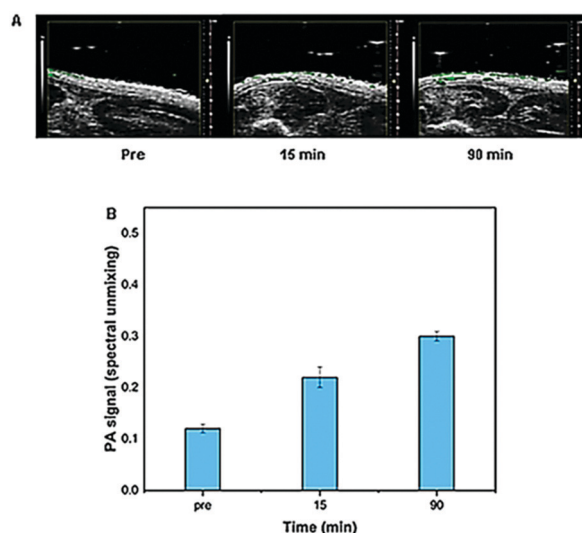 A
Pre 15 min 90 min
B
PA signal (spectral unmixing)
0.5
0.4
0.3
0.2
0.1
0.0
pre 15 90
Time (min)